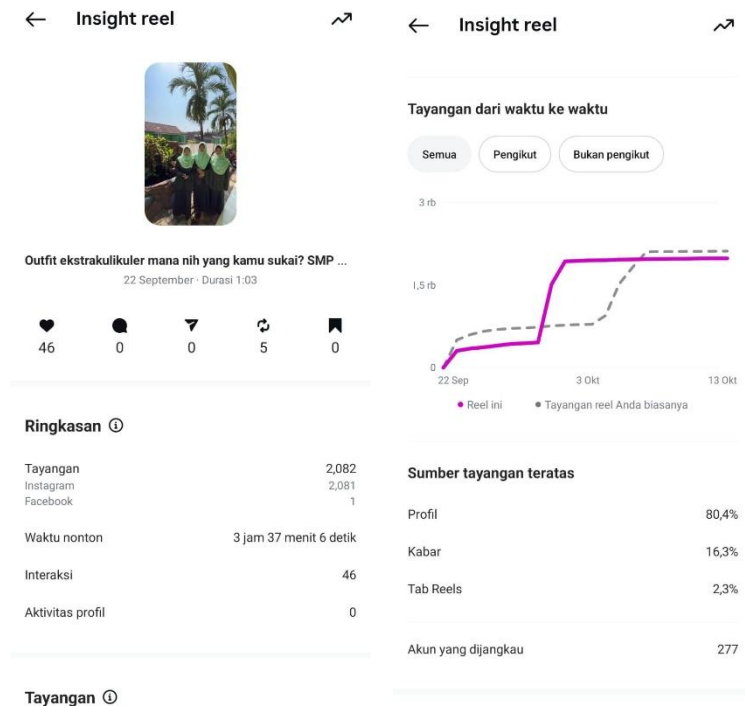 Insight reel
Outfit ekstrakulikuler mana nih yang kamu sukai? SMP ...
22 September · Durasi 1:03
46 0 0 5 0
Ringkasan
Tayangan 2,082
Instagram 2,081
Facebook 1
Waktu nonton 3 jam 37 menit 6 detik
Interaksi 46
Aktivitas profil 0
Tayangan
Insight reel
Tayangan dari waktu ke waktu
Semua Pengikut Bukan pengikut
3 rb
1,5 rb
0
22 Sep 3 Okt 13 Okt
Reel ini Tayangan reel Anda biasanya
Sumber tayangan teratas
Profil 80,4%
Kabar 16,3%
Tab Reels 2,3%
Akun yang dijangkau 277